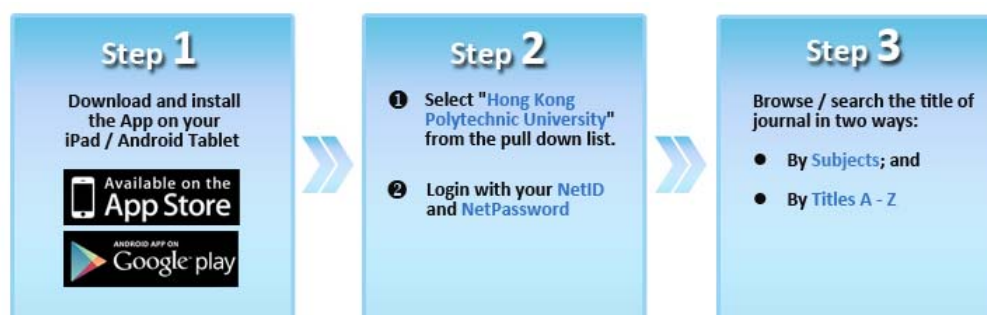 Step 1
Download and install
the App on your
iPad / Android Tablet
Available on the
App Store
ANDROID APP ON
Google play
Step 2
❶ Select "Hong Kong
Polytechnic University"
from the pull down list.
❷ Login with your NetID
and NetPassword
Step 3
Browse / search the title of
journal in two ways:
● By Subjects; and
● By Titles A - Z